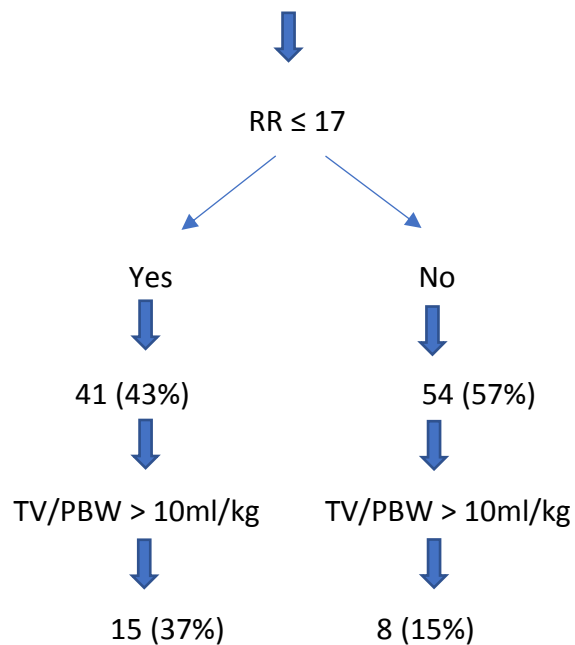 RR ≤ 17
Yes
No
41 (43%)
54 (57%)
TV/PBW > 10ml/kg
TV/PBW > 10ml/kg
15 (37%)
8 (15%)